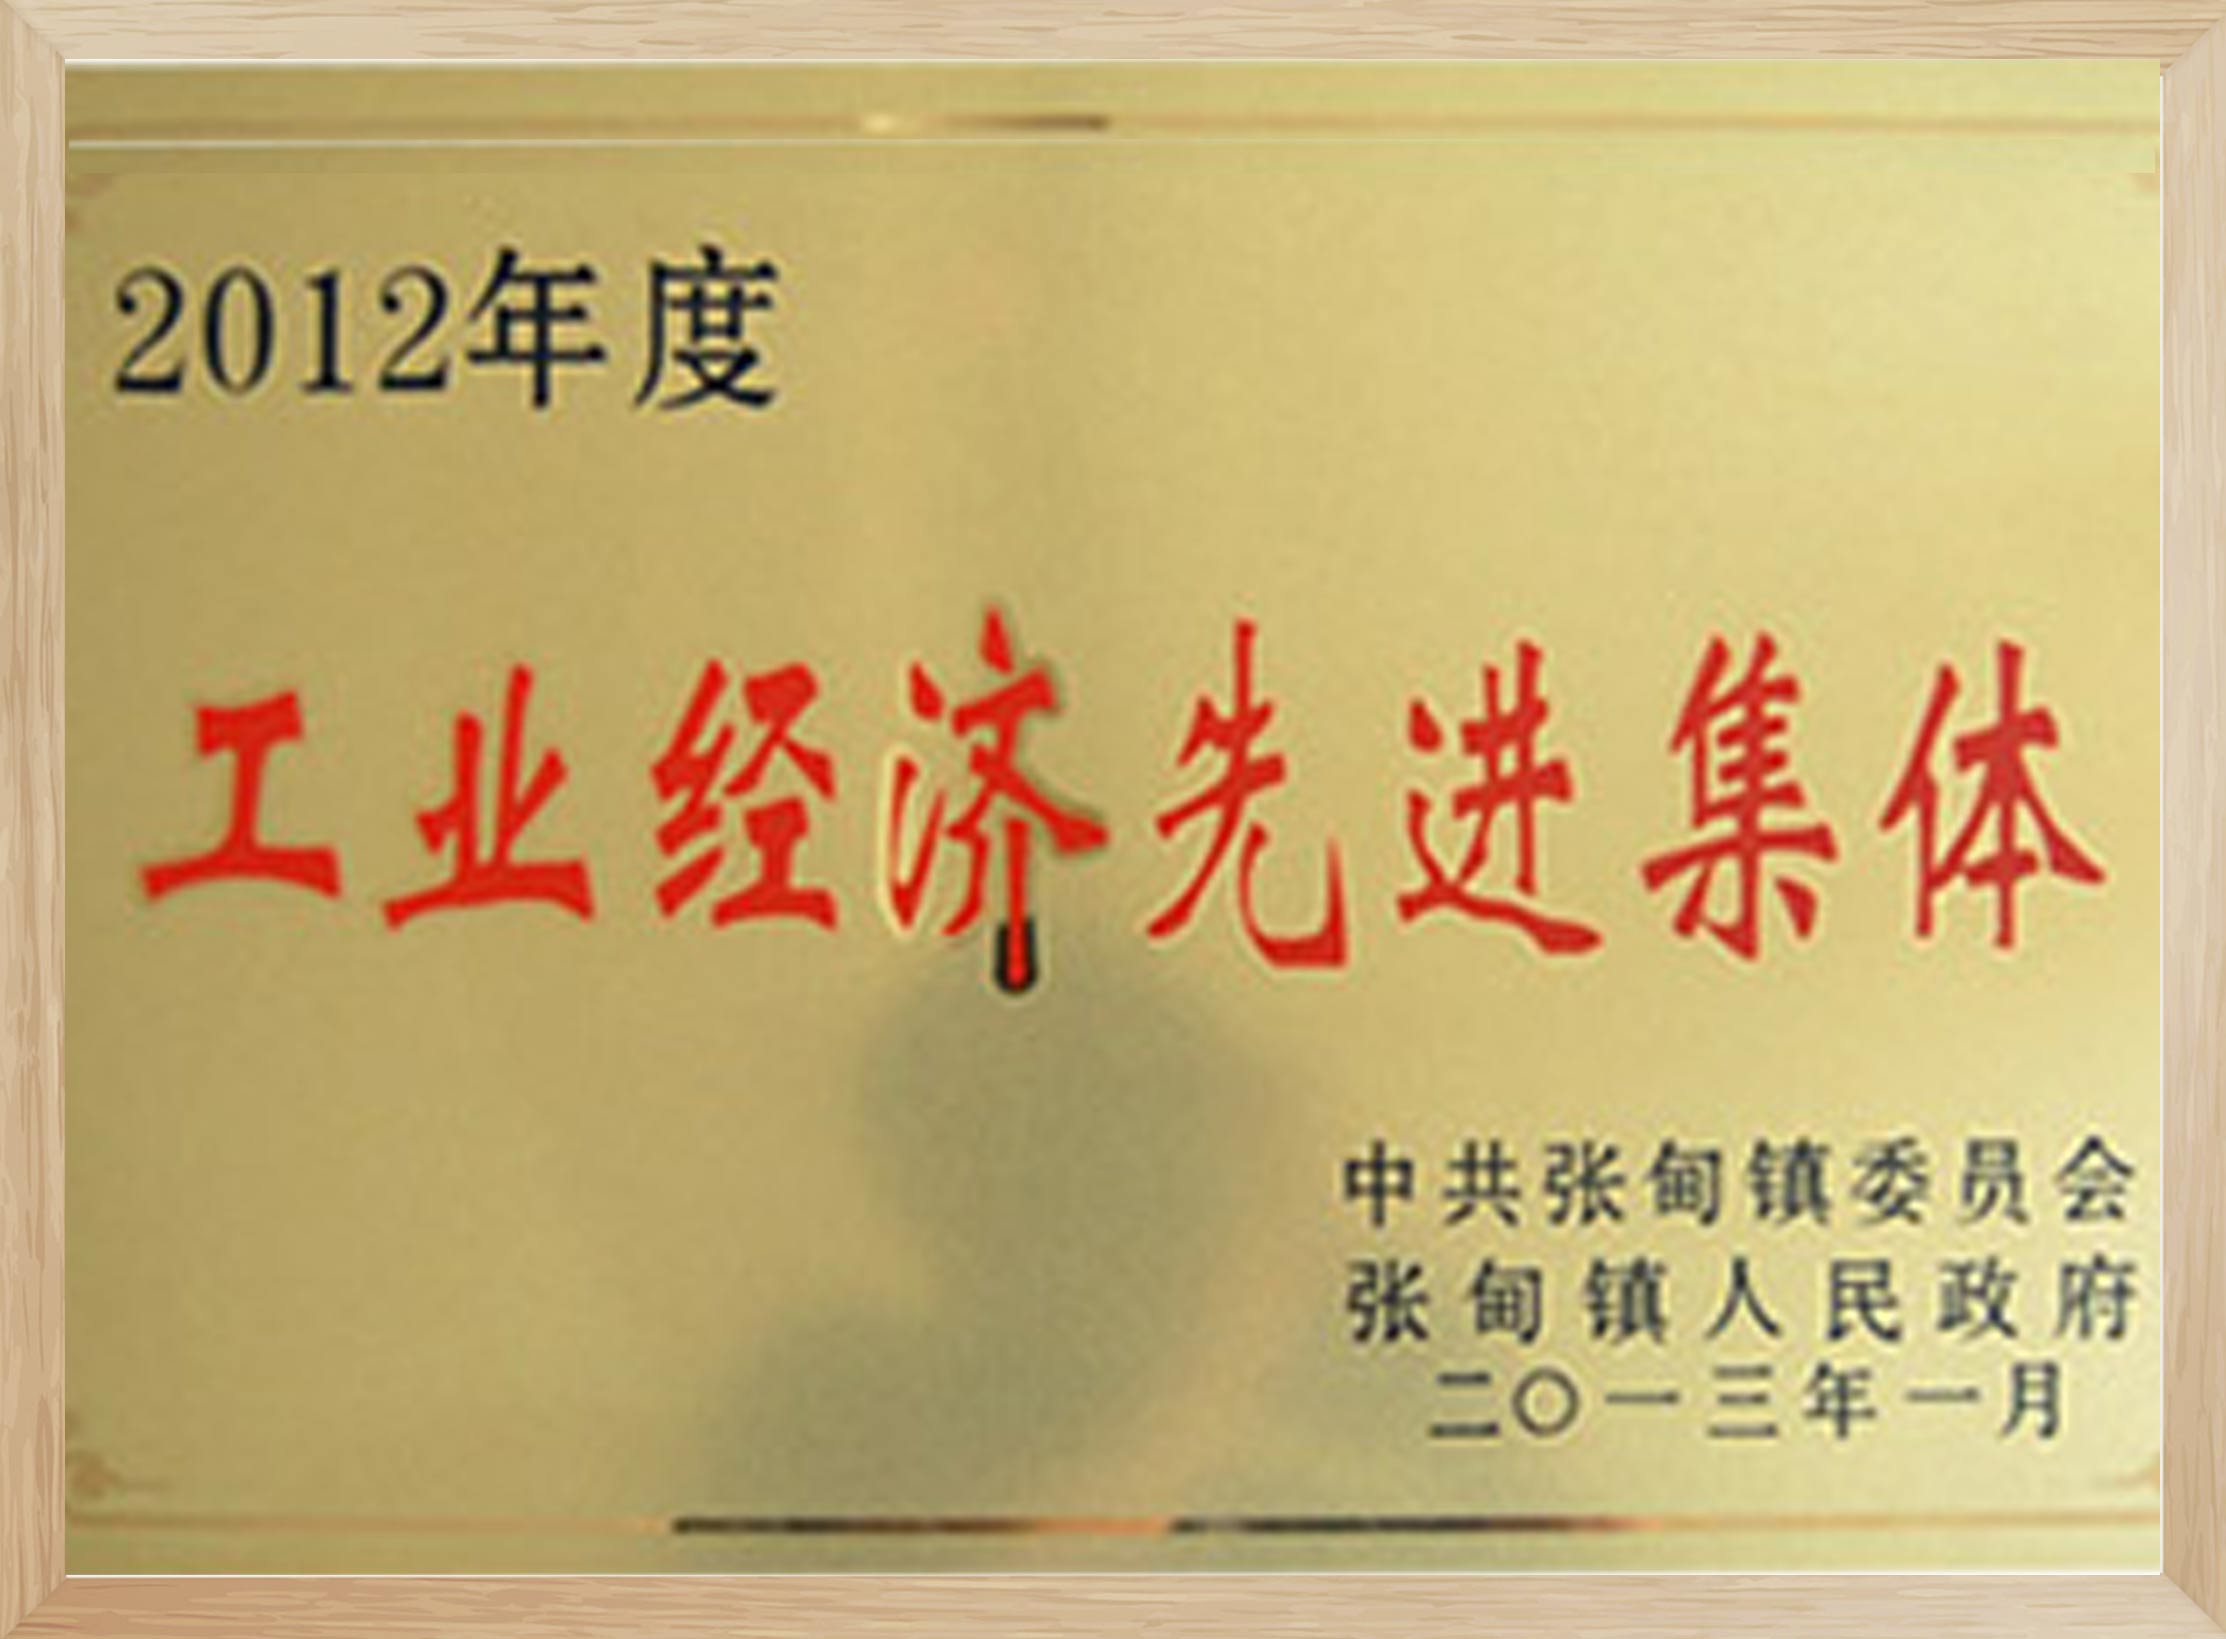 2012年度
工业经济先进集体
中共张甸镇委员会
张甸镇人民政府
二〇一三年一月